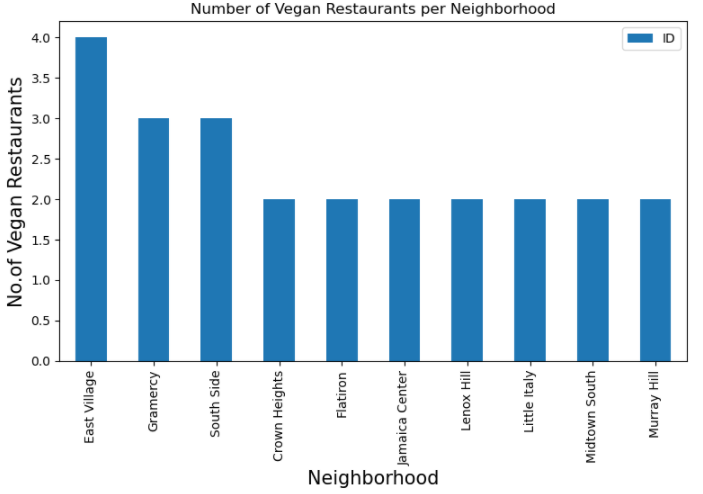 Number of Vegan Restaurants per Neighborhood
ID
No.of Vegan Restaurants
4.0
3.5
3.0
2.5
2.0
1.5
1.0
0.5
0.0
East Village
Gramercy
South Side
Crown Heights
Flatiron
Jamaica Center
Lenox Hill
Little Italy
Midtown South
Murray Hill
Neighborhood